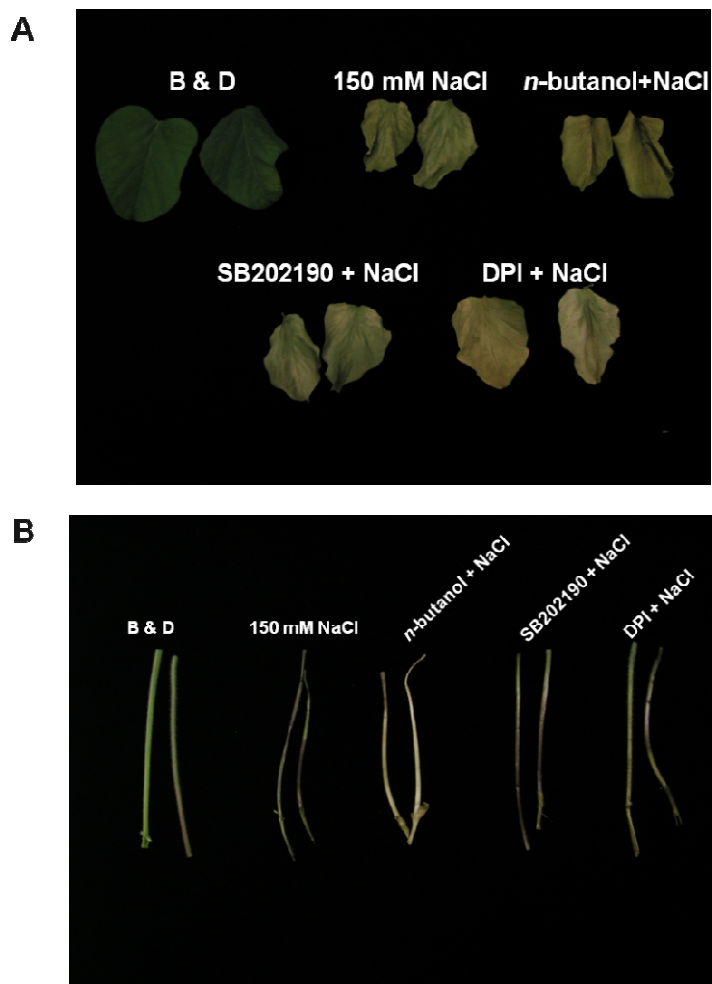 A
B & D
150 mM NaCl
n-butanol+NaCl
SB202190 + NaCl
DPI + NaCl
B
B & D
150 mM NaCl
n-butanol + NaCl
SB202190 + NaCl
DPI + NaCl